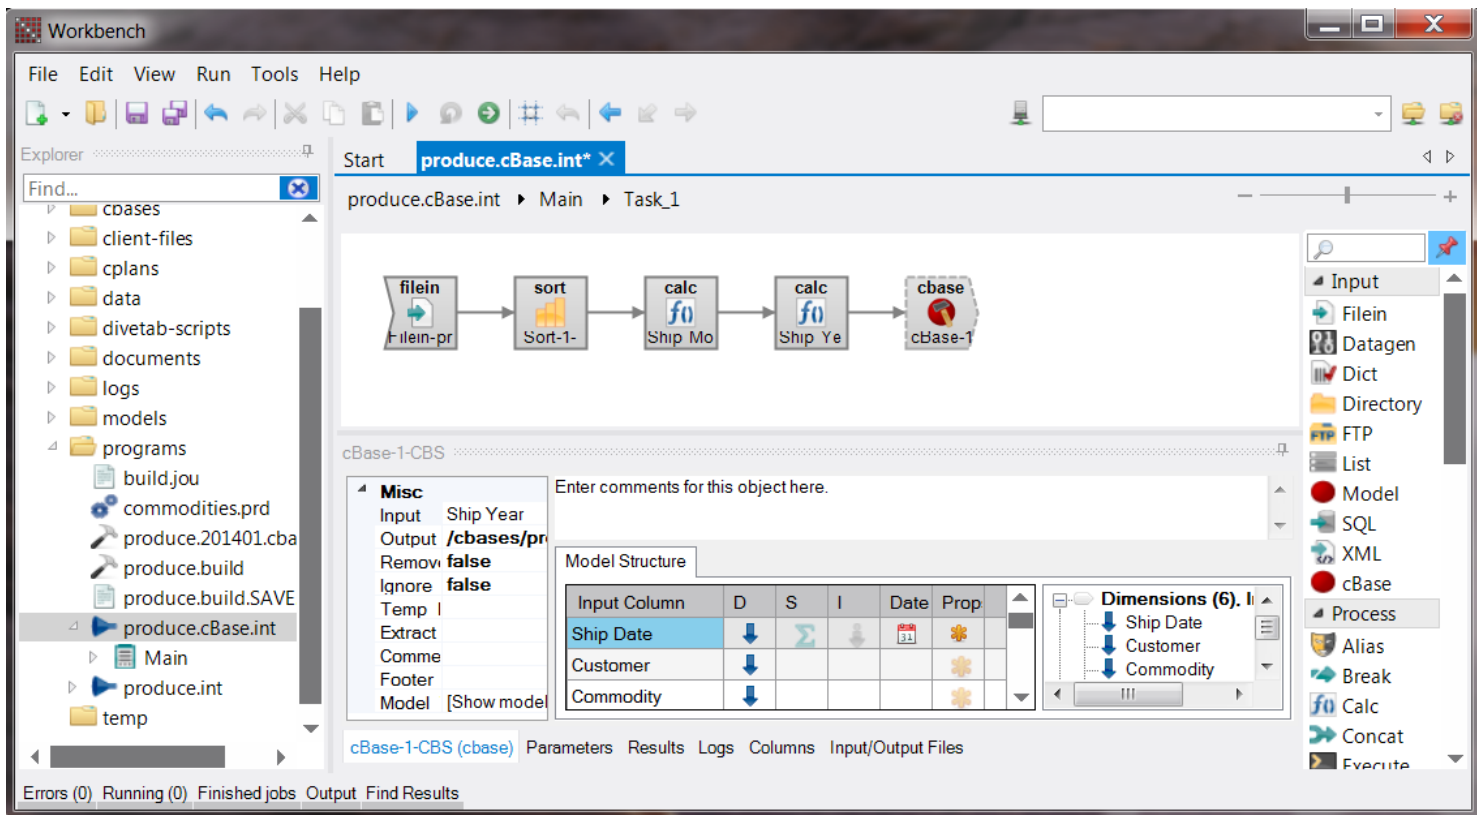 Workbench
File Edit View Run Tools Help
Explorer
Find...
cbases
client-files
cplans
data
divetab-scripts
documents
logs
models
programs
build.jou
commodities.prd
produce.201401.cba
produce.build
produce.build.SAVE
produce.cBase.int
Main
produce.int
temp
Start produce.cBase.int*
produce.cBase.int Main Task_1
filein sort calc calc cbase
Filein-pr Sort-1- Ship Mo Ship Ye cBase-1
cBase-1-CBS
Misc
Input Ship Year
Output /cbases/pr
Remov false
Ignore false
Temp
Extract
Comme
Footer
Model [Show model
Enter comments for this object here.
Model Structure
Input Column D S I Date Prop
Ship Date 31
Customer
Commodity
Dimensions (6),
Ship Date
Customer
Commodity
cBase-1-CBS (cbase) Parameters Results Logs Columns Input/Output Files
Input
Filein
Datagen
Dict
Directory
FTP FTP
List
Model
SQL
XML
cBase
Process
Alias
Break
f() Calc
Concat
Execute
Errors (0) Running (0) Finished jobs Output Find Results